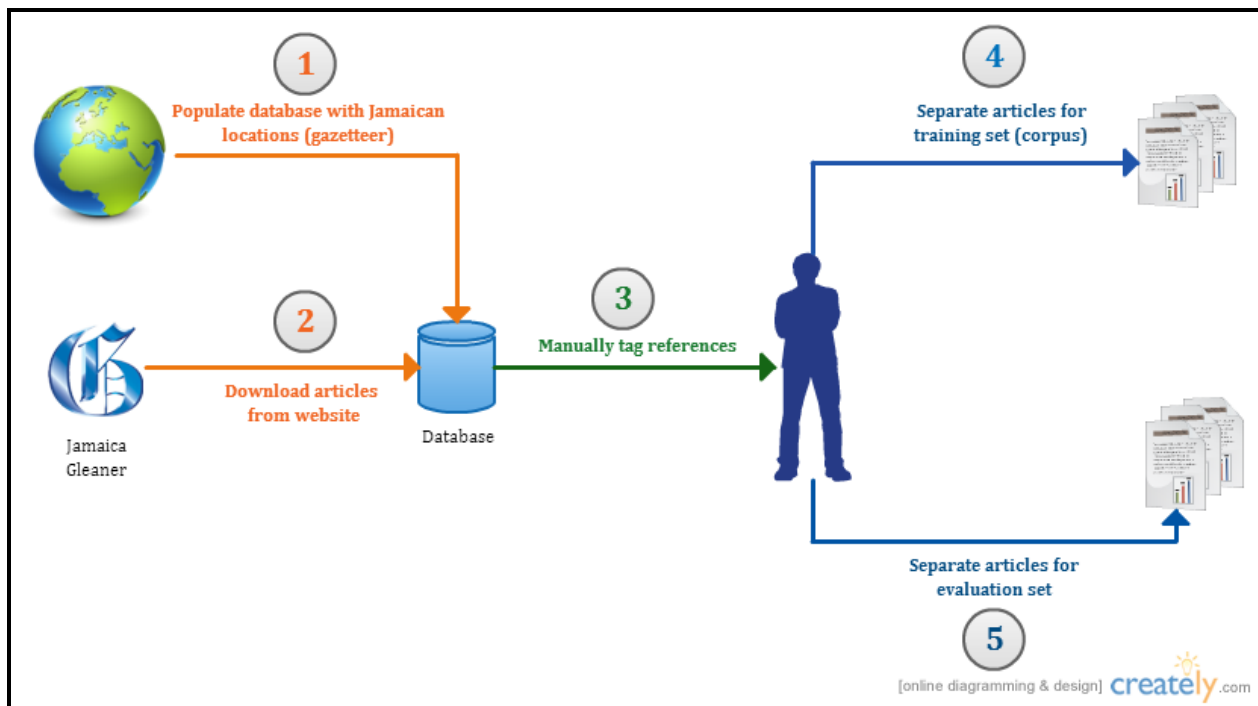 1
Populate database with Jamaican
locations (gazetteer)
2
Download articles
from website
Jamaica
Gleaner
Database
3
Manually tag references
4
Separate articles for
training set (corpus)
Separate articles for
evaluation set
5
[online diagramming & design] creately.com